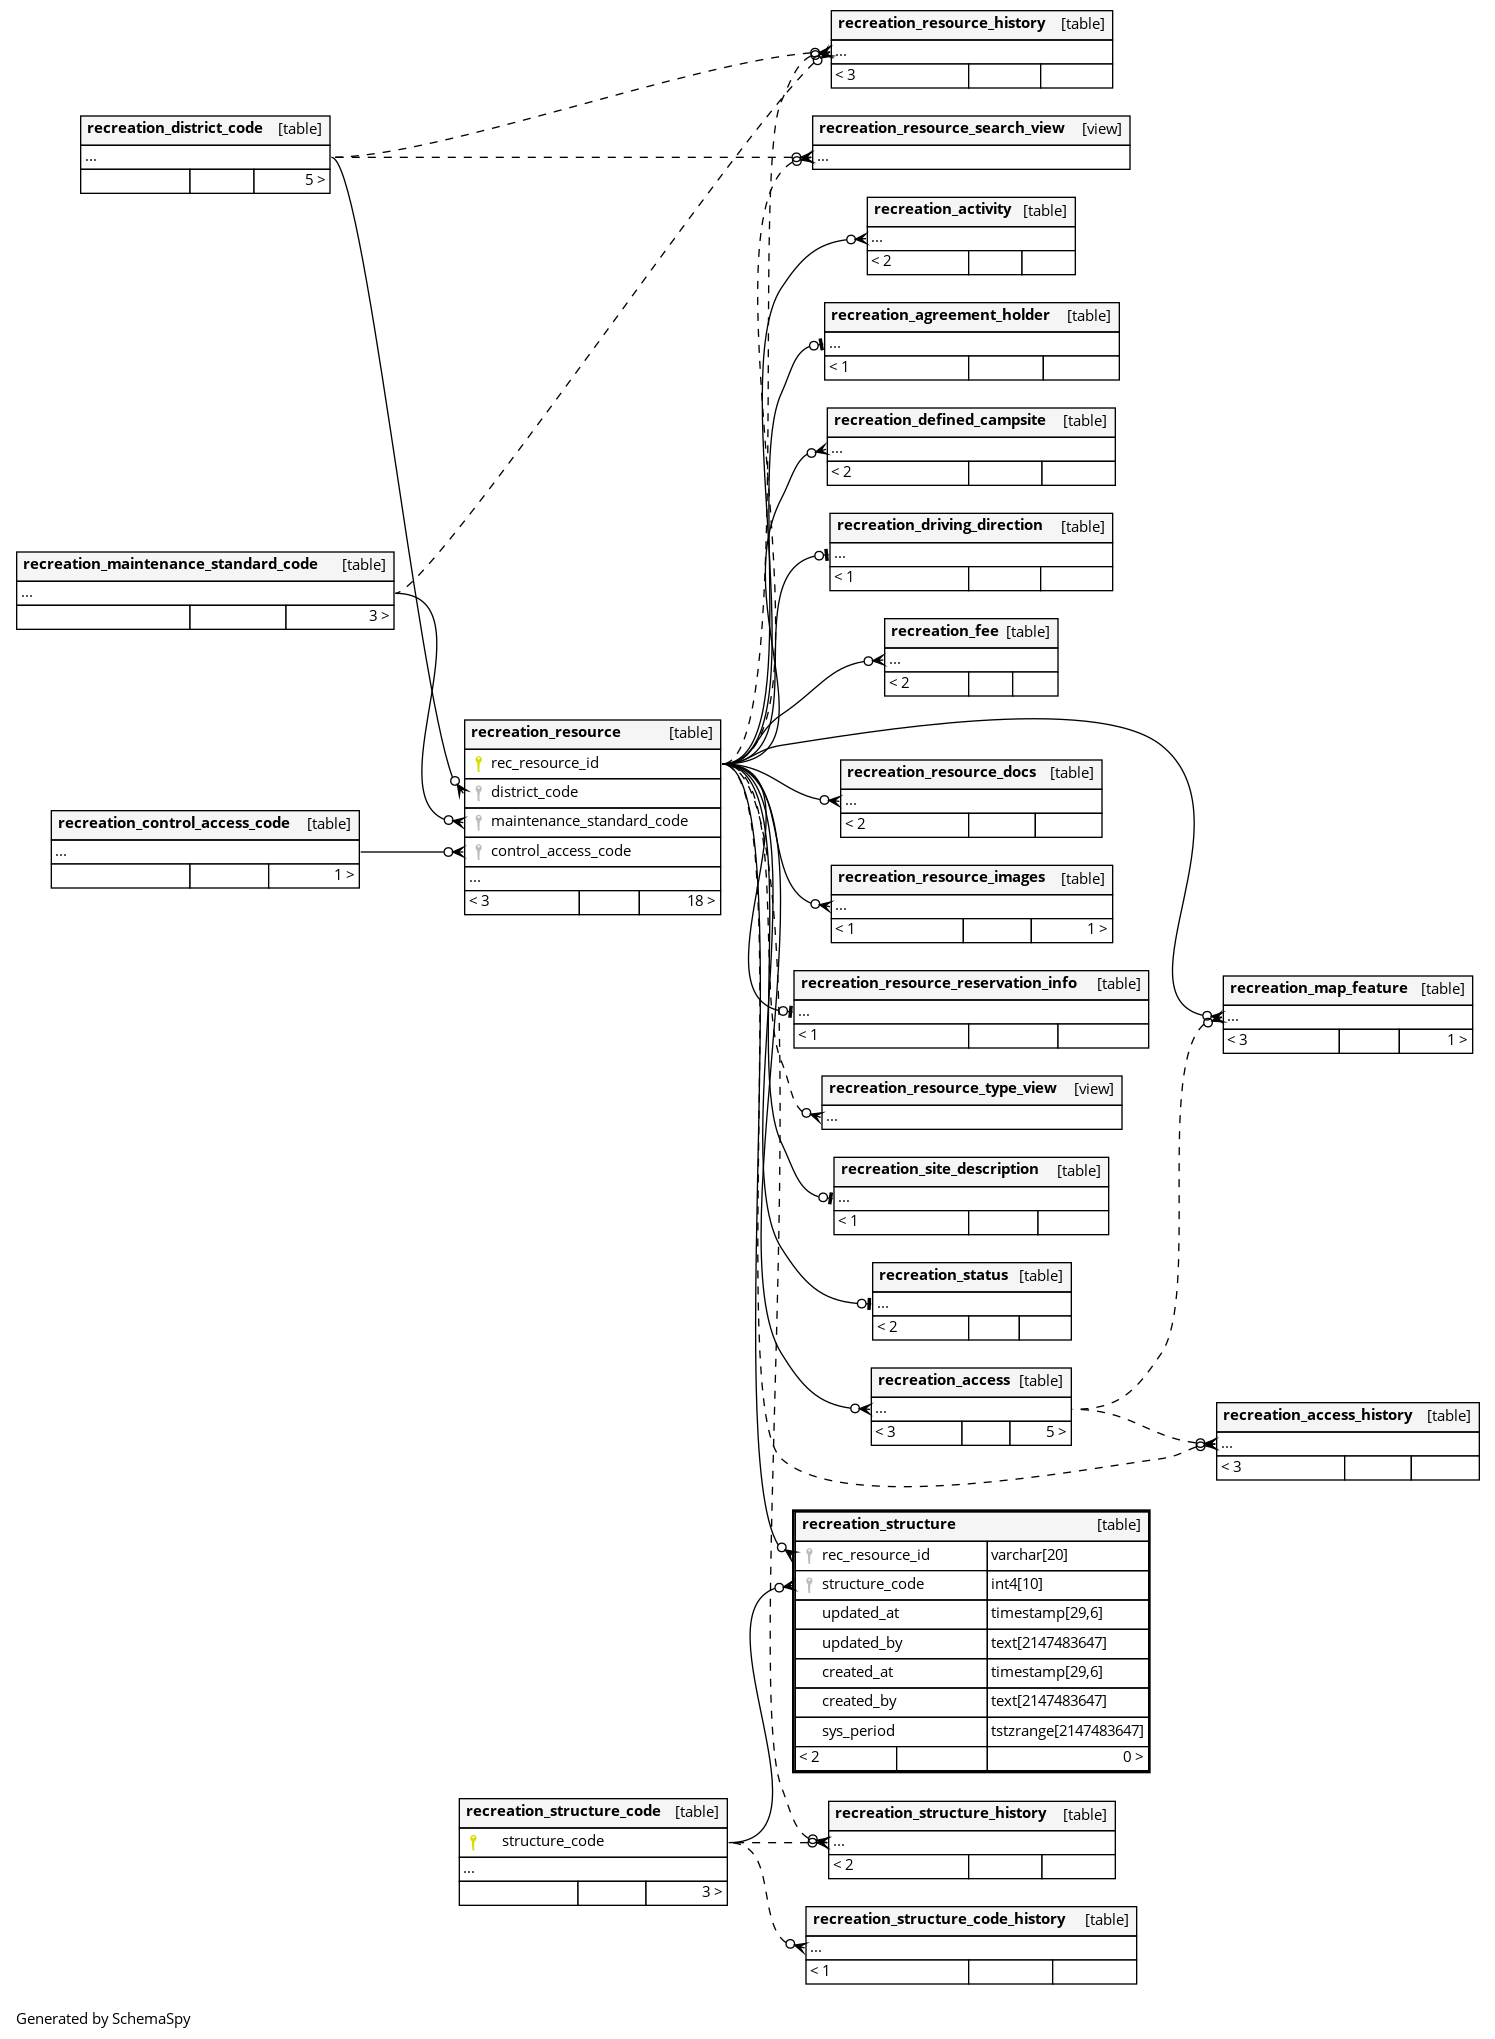 recreation_resource_history [table]
...
< 3
recreation_district_code [table]
...
5 >
recreation_resource_search_view [view]
...
recreation_activity [table]
...
< 2
recreation_agreement_holder [table]
...
< 1
recreation_defined_campsite [table]
...
< 2
recreation_driving_direction [table]
...
< 1
recreation_maintenance_standard_code [table]
...
3 >
recreation_fee [table]
...
< 2
recreation_resource [table]
rec_resource_id
district_code
maintenance_standard_code
control_access_code
...
< 3 18 >
recreation_control_access_code [table]
...
1 >
recreation_resource_docs [table]
...
< 2
recreation_resource_images [table]
...
< 1 1 >
recreation_resource_reservation_info [table]
...
< 1
recreation_map_feature [table]
...
< 3 1 >
recreation_resource_type_view [view]
...
recreation_site_description [table]
...
< 1
recreation_status [table]
...
< 2
recreation_access [table]
...
< 3 5 >
recreation_access_history [table]
...
< 3
recreation_structure [table]
rec_resource_id varchar[20]
structure_code int4[10]
updated_at timestamp[29,6]
updated_by text[2147483647]
created_at timestamp[29,6]
created_by text[2147483647]
sys_period tstzrange[2147483647]
< 2 0 >
recreation_structure_code [table]
structure_code
...
3 >
recreation_structure_history [table]
...
< 2
recreation_structure_code_history [table]
...
< 1
Generated by SchemaSpy